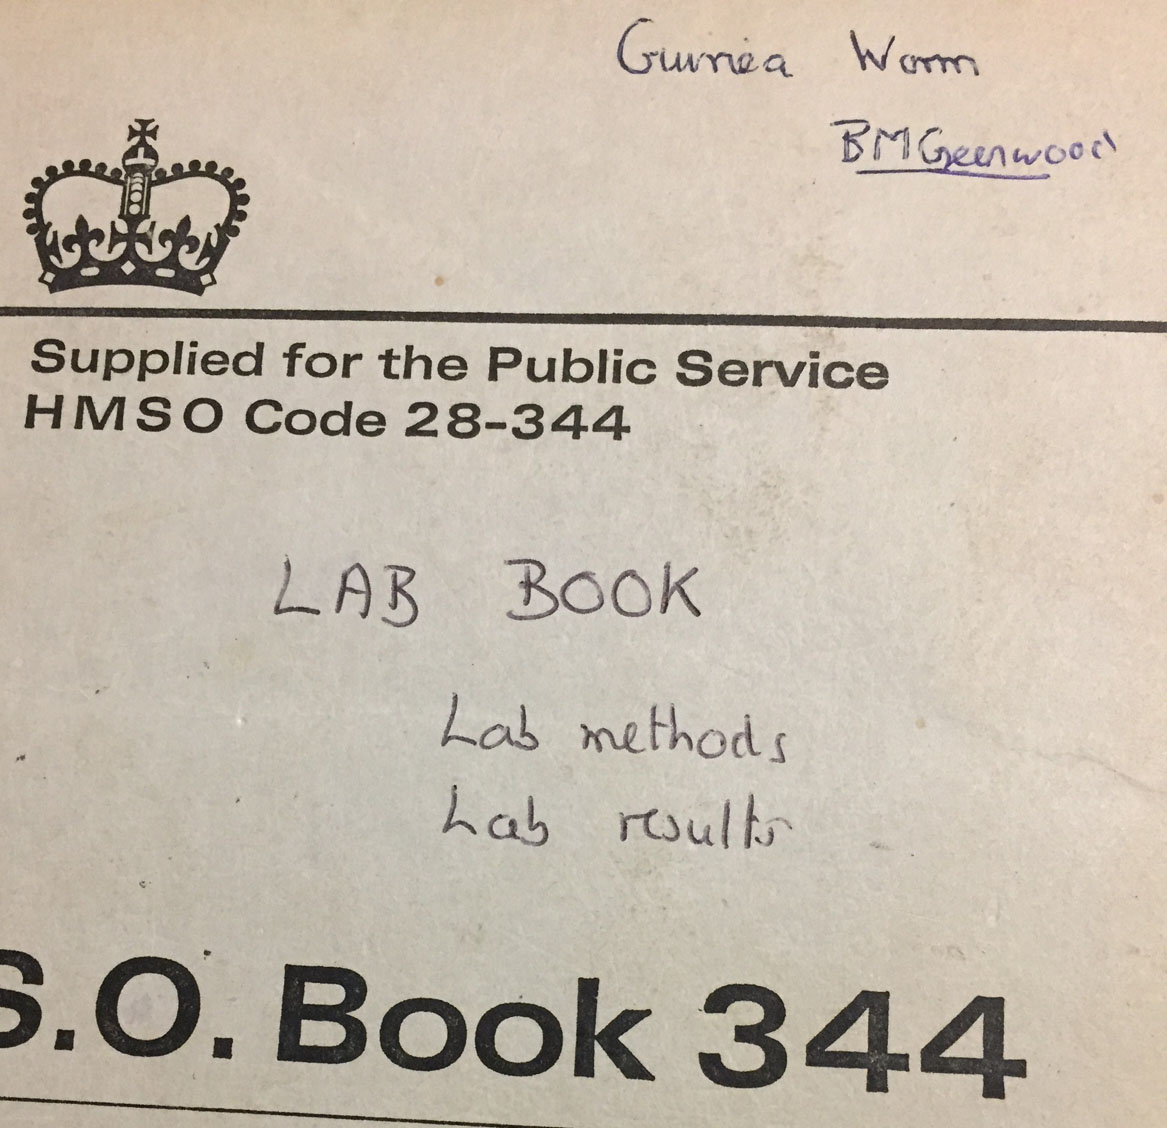 Guinea Worm
BMGreenwood
Supplied for the Public Service
HMSO Code 28-344
LAB BOOK
Lab methods
Lab results
S.O. Book 344